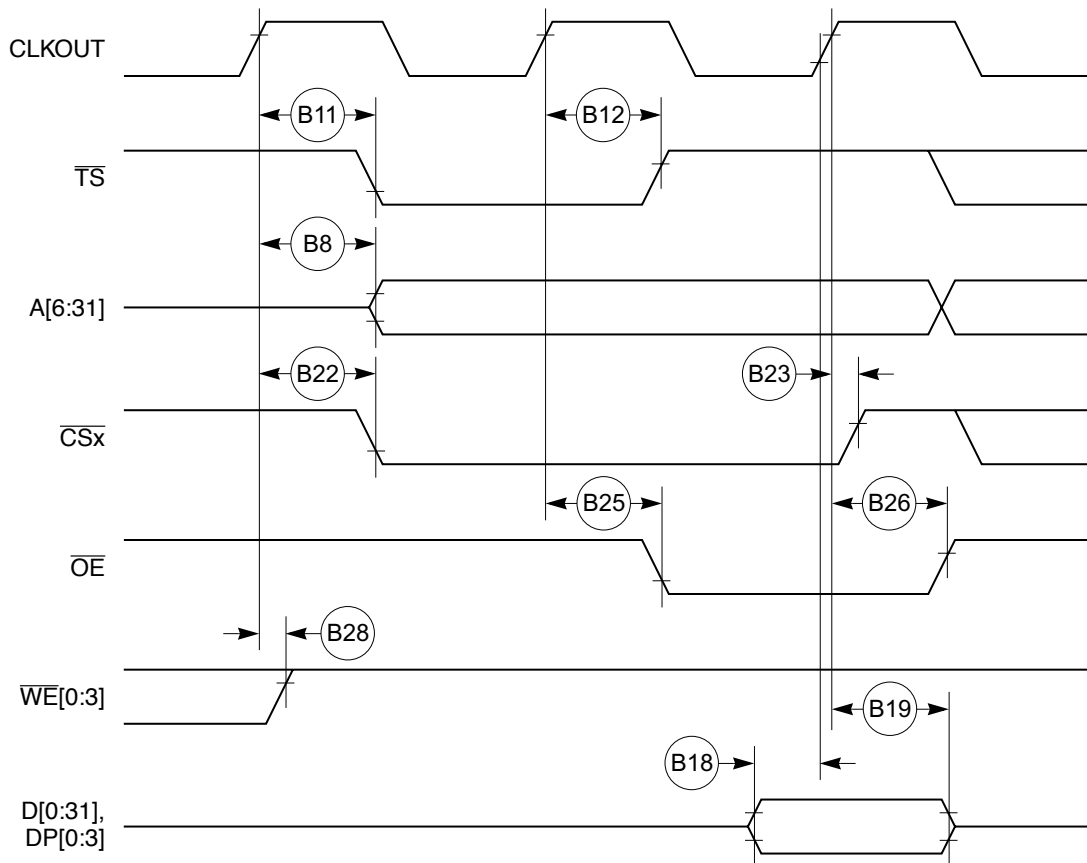 CLKOUT
B11
B12
TS
B8
A[6:31]
B22
B23
CSx
B25
B26
OE
B28
WE[0:3]
B19
B18
D[0:31],
DP[0:3]